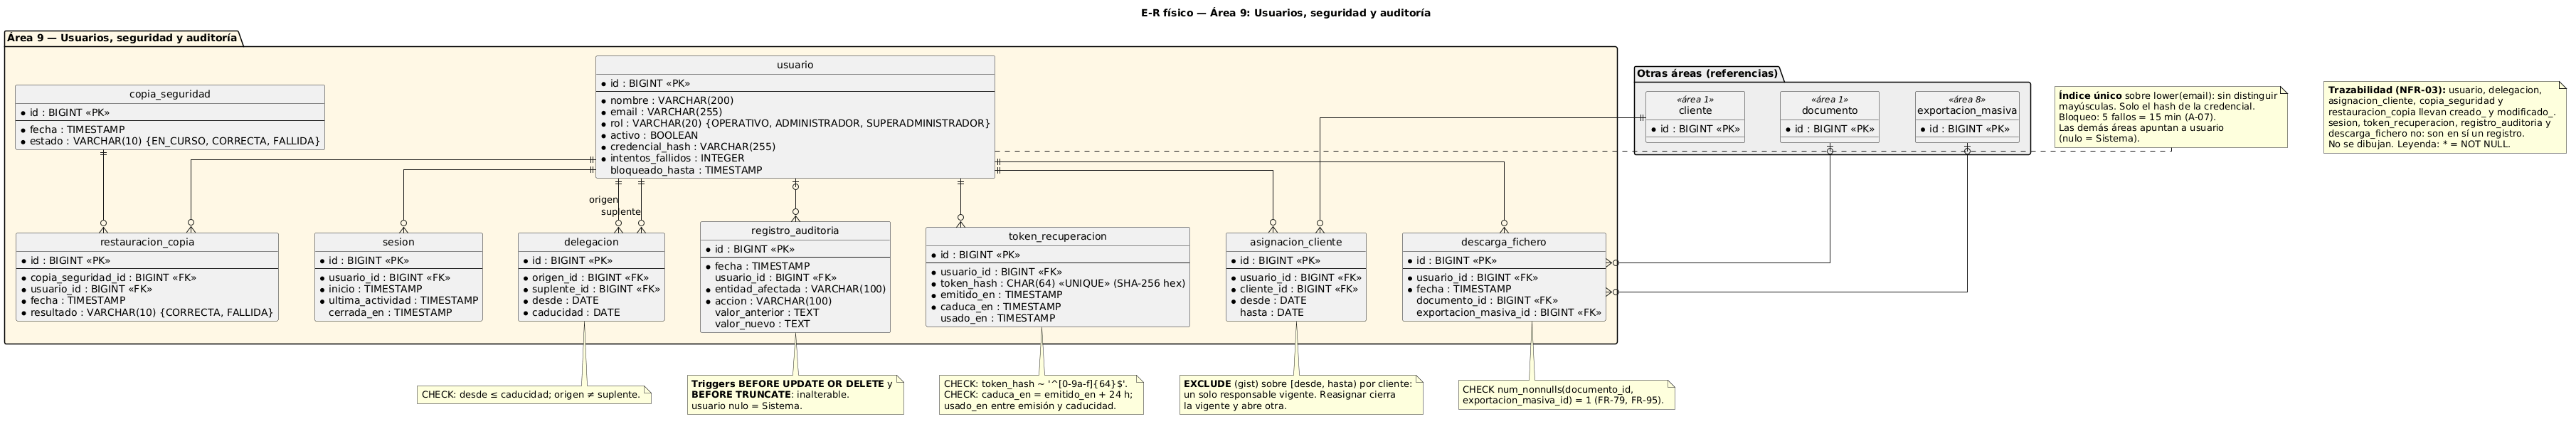 E-R físico — Área 9: Usuarios, seguridad y auditoría
Área 9 — Usuarios, seguridad y auditoría
copia_seguridad
* id : BIGINT «PK»
* fecha : TIMESTAMP
* estado : VARCHAR(10) {EN_CURSO, CORRECTA, FALLIDA}
usuario
* id : BIGINT «PK»
* nombre : VARCHAR(200)
* email : VARCHAR(255)
* rol : VARCHAR(20) {OPERATIVO, ADMINISTRADOR, SUPERADMINISTRADOR}
* activo : BOOLEAN
* credencial_hash : VARCHAR(255)
* intentos_fallidos : INTEGER
bloqueado_hasta : TIMESTAMP
Otras áreas (referencias)
«área 1»
cliente
* id : BIGINT «PK»
«área 1»
documento
* id : BIGINT «PK»
«área 8»
exportacion_masiva
* id : BIGINT «PK»
Índice único sobre lower(email): sin distinguir
mayúsculas. Solo el hash de la credencial.
Bloqueo: 5 fallos = 15 min (A-07).
Las demás áreas apuntan a usuario
(nulo = Sistema).
Trazabilidad (NFR-03): usuario, delegacion,
asignacion_cliente, copia_seguridad y
restauracion_copia llevan creado_ y modificado_.
sesion, token_recuperacion, registro_auditoria y
descarga_fichero no: son en sí un registro.
No se dibujan. Leyenda: * = NOT NULL.
origen
suplente
restauracion_copia
* id : BIGINT «PK»
* copia_seguridad_id : BIGINT «FK»
* usuario_id : BIGINT «FK»
* fecha : TIMESTAMP
* resultado : VARCHAR(10) {CORRECTA, FALLIDA}
sesion
* id : BIGINT «PK»
* usuario_id : BIGINT «FK»
* inicio : TIMESTAMP
* ultima_actividad : TIMESTAMP
cerrada_en : TIMESTAMP
delegacion
* id : BIGINT «PK»
* origen_id : BIGINT «FK»
* suplente_id : BIGINT «FK»
* desde : DATE
* caducidad : DATE
registro_auditoria
* id : BIGINT «PK»
* fecha : TIMESTAMP
usuario_id : BIGINT «FK»
* entidad_afectada : VARCHAR(100)
* accion : VARCHAR(100)
valor_anterior : TEXT
valor_nuevo : TEXT
token_recuperacion
* id : BIGINT «PK»
* usuario_id : BIGINT «FK»
* token_hash : CHAR(64) «UNIQUE» (SHA-256 hex)
* emitido_en : TIMESTAMP
* caduca_en : TIMESTAMP
usado_en : TIMESTAMP
asignacion_cliente
* id : BIGINT «PK»
* usuario_id : BIGINT «FK»
* cliente_id : BIGINT «FK»
* desde : DATE
hasta : DATE
descarga_fichero
* id : BIGINT «PK»
* usuario_id : BIGINT «FK»
* fecha : TIMESTAMP
documento_id : BIGINT «FK»
exportacion_masiva_id : BIGINT «FK»
CHECK: desde ≤ caducidad; origen ≠ suplente.
Triggers BEFORE UPDATE OR DELETE y
BEFORE TRUNCATE: inalterable.
usuario nulo = Sistema.
CHECK: token_hash ~ '^[0-9a-f]{64}$'.
CHECK: caduca_en = emitido_en + 24 h;
usado_en entre emisión y caducidad.
EXCLUDE (gist) sobre [desde, hasta) por cliente:
un solo responsable vigente. Reasignar cierra
la vigente y abre otra.
CHECK num_nonnulls(documento_id,
exportacion_masiva_id) = 1 (FR-79, FR-95).